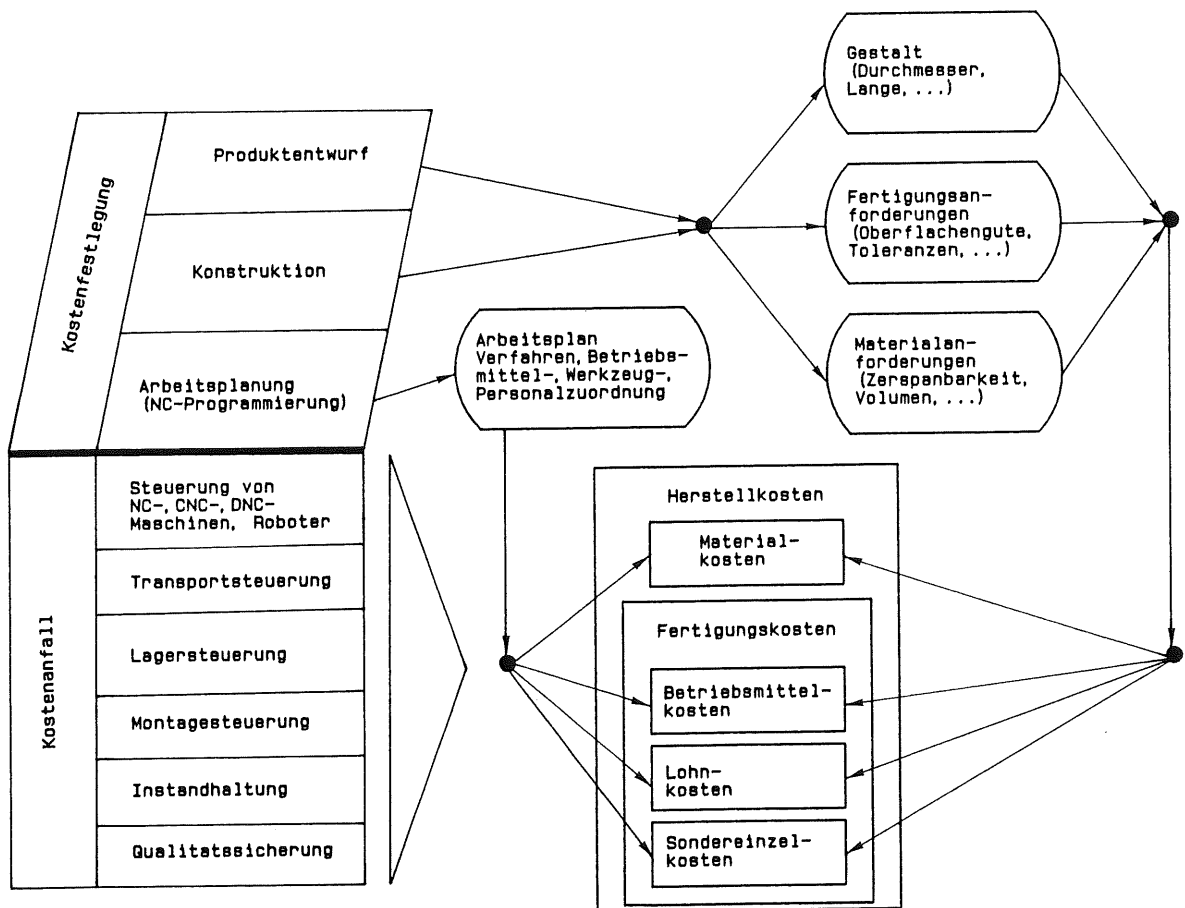 Kostenfestlegung
Produktentwurf
Konstruktion
Arbeitsplanung
(NC-Programmierung)
Gestalt
(Durchmesser,
Lange, ...)
Fertigungsan-
forderungen
(Oberflachengute,
Toleranzen, ...)
Materialan-
forderungen
(Zerspanbarkeit,
Volumen, ...)
Arbeitsplan
Verfahren, Betriebs-
mittel-, Werkzeug-,
Personalzuordnung
Kostenanfall
Steuerung von
NC-, CNC-, DNC-
Maschinen, Roboter
Transportsteuerung
Lagersteuerung
Montagesteuerung
Instandhaltung
Qualitatssicherung
Herstellkosten
Material-
kosten
Fertigungskosten
Betriebsmittel-
kosten
Lohn-
kosten
Sondereinzel-
kosten